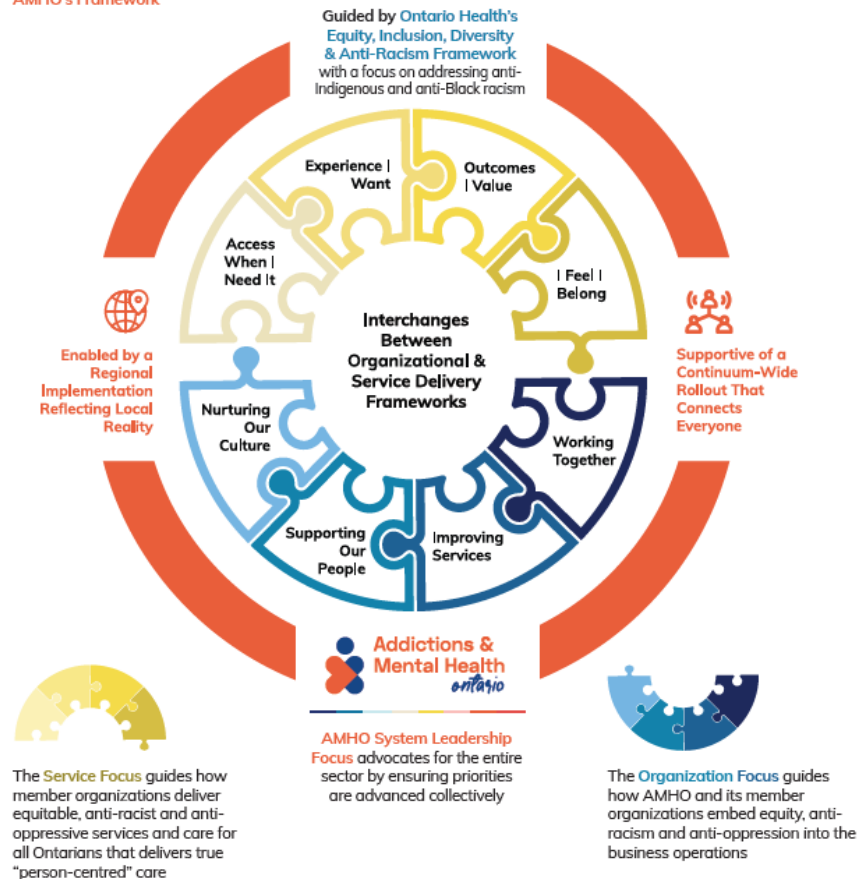 AMHO's Framework
Guided by Ontario Health's
Equity, Inclusion, Diversity
& Anti-Racism Framework
with a focus on addressing anti-
Indigenous and anti-Black racism
Experience I
Want
Outcomes
I Value
Access
When I
Need It
I Feel I
Belong
Interchanges
Between
Organizational &
Service Delivery
Frameworks
Enabled by a
Regional
Implementation
Reflecting Local
Reality
Supportive of a
Continuum-Wide
Rollout That
Connects
Everyone
Nurturing
Our
Culture
Working
Together
Supporting
Our
People
Improving
Services
Addictions &
Mental Health
ontario
AMHO System Leadership
Focus advocates for the entire
sector by ensuring priorities
are advanced collectively
The Service Focus guides how
member organizations deliver
equitable, anti-racist and anti-
oppressive services and care for
all Ontarians that delivers true
"person-centred" care
The Organization Focus guides
how AMHO and its member
organizations embed equity, anti-
racism and anti-oppression into the
business operations